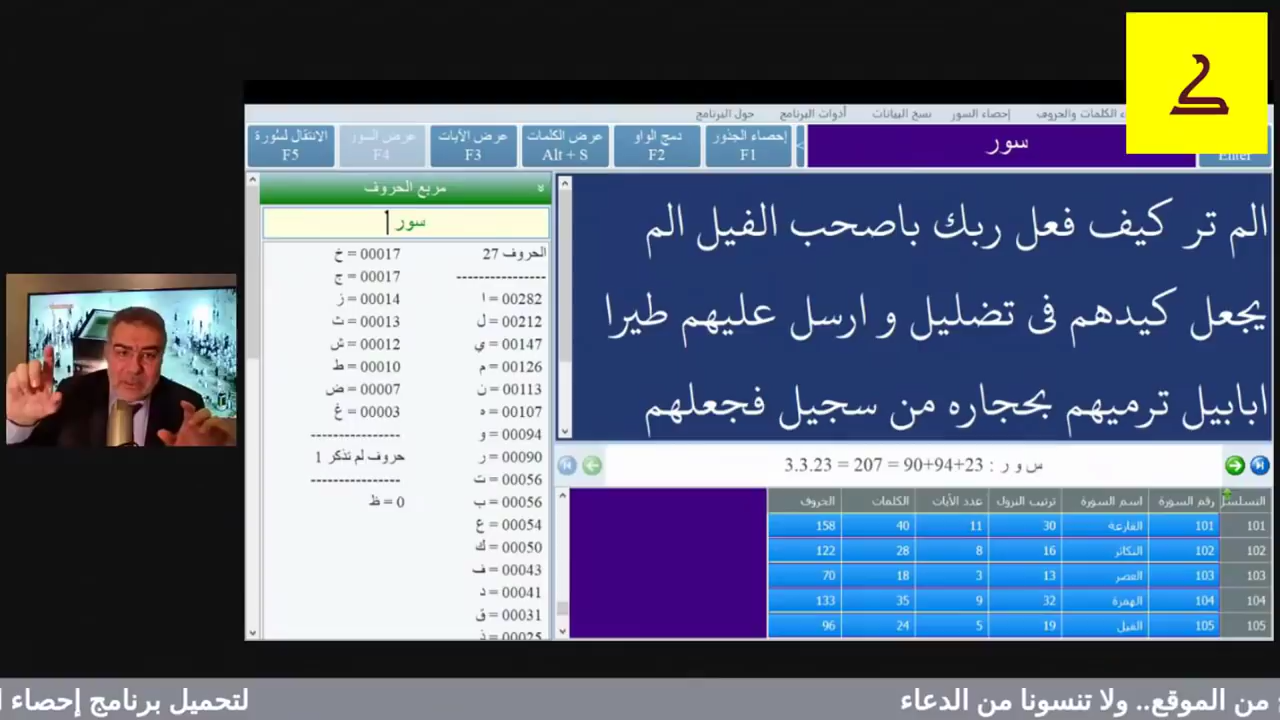 حول البرنامج أدوات البرنامج نسخ البيانات إحصاء السور ء الكلمات والحروف
الانتقال لسورة F5
عرض السور F4
عرض الآيات F3
عرض الكلمات Alt + S
دمج الواو F2
إحصاء الجذور F1
سور
Enter
الم تر كيف فعل ربك باصحب الفيل الم
يجعل كيدهم فى تضليل و ارسل عليهم طيرا
ابابيل ترميهم بحجاره من سجيل فجعلهم
س و ر : 23+94+90 = 207 = 3.3.23
مربع الحروف
سور
الحروف 27
----------------
00282 = ا
00212 = ل
00147 = ي
00126 = م
00113 = ن
00107 = ه
00094 = و
00090 = ر
00056 = ت
00056 = ب
00054 = ع
00050 = ك
00043 = ف
00041 = د
00031 = ق
00025 = ذ
00017 = خ
00017 = ج
00014 = ز
00013 = ث
00012 = ش
00010 = ط
00007 = ض
00003 = غ
----------------
حروف لم تذكر 1
----------------
0 = ظ
التسلسل رقم السورة اسم السورة ترتيب النزول عدد الآيات الكلمات الحروف
101 101 القارعة 30 11 40 158
102 102 التكاثر 16 8 28 122
103 103 العصر 13 3 18 70
104 104 الهمزة 32 9 35 133
105 105 الفيل 19 5 24 96
من الموقع.. ولا تنسونا من الدعاء
لتحميل برنامج إحصاء ا